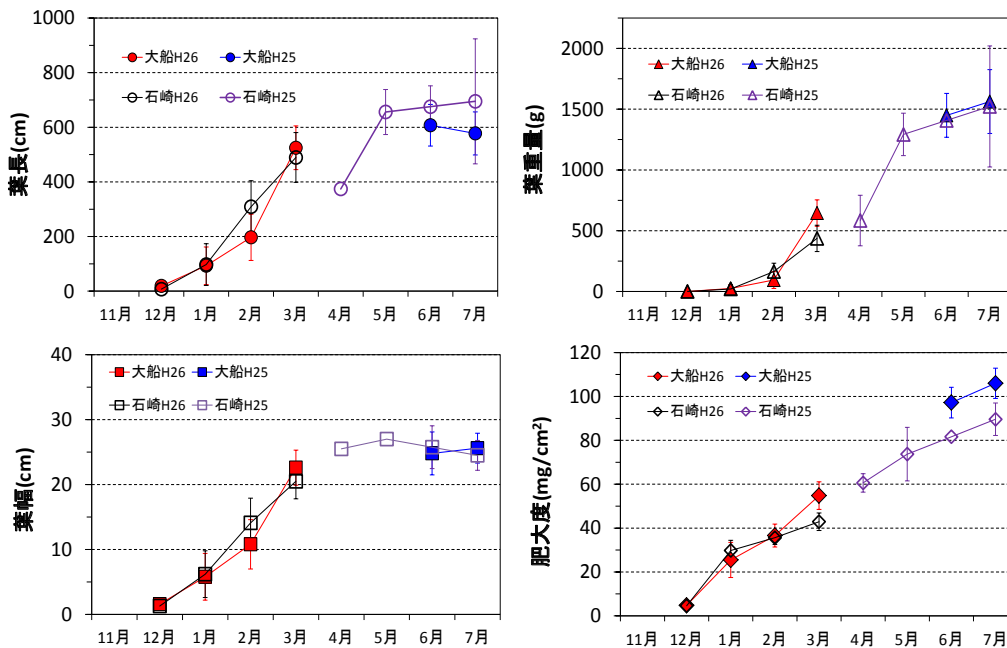 1000
800
600
400
200
0
葉長(cm)
大船H26
大船H25
石崎H26
石崎H25
11月 12月 1月 2月 3月 4月 5月 6月 7月
2000
1500
1000
500
0
葉重量(g)
大船H26
大船H25
石崎H26
石崎H25
11月 12月 1月 2月 3月 4月 5月 6月 7月
40
30
20
10
0
葉幅(cm)
大船H26
大船H25
石崎H26
石崎H25
11月 12月 1月 2月 3月 4月 5月 6月 7月
120
100
80
60
40
20
0
肥大度(mg/cm²)
大船H26
大船H25
石崎H26
石崎H25
11月 12月 1月 2月 3月 4月 5月 6月 7月